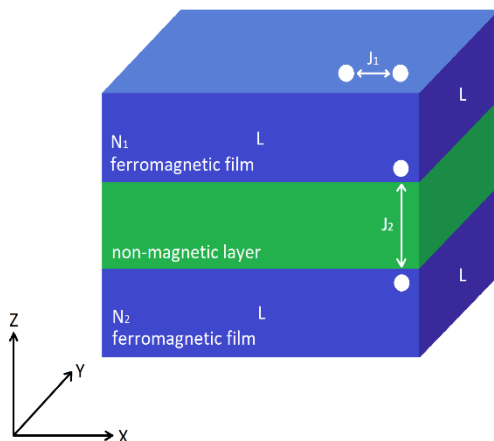 J₁
L
N₁
L
ferromagnetic film
J₂
non-magnetic layer
L
N₂
L
ferromagnetic film
Z
Y
X